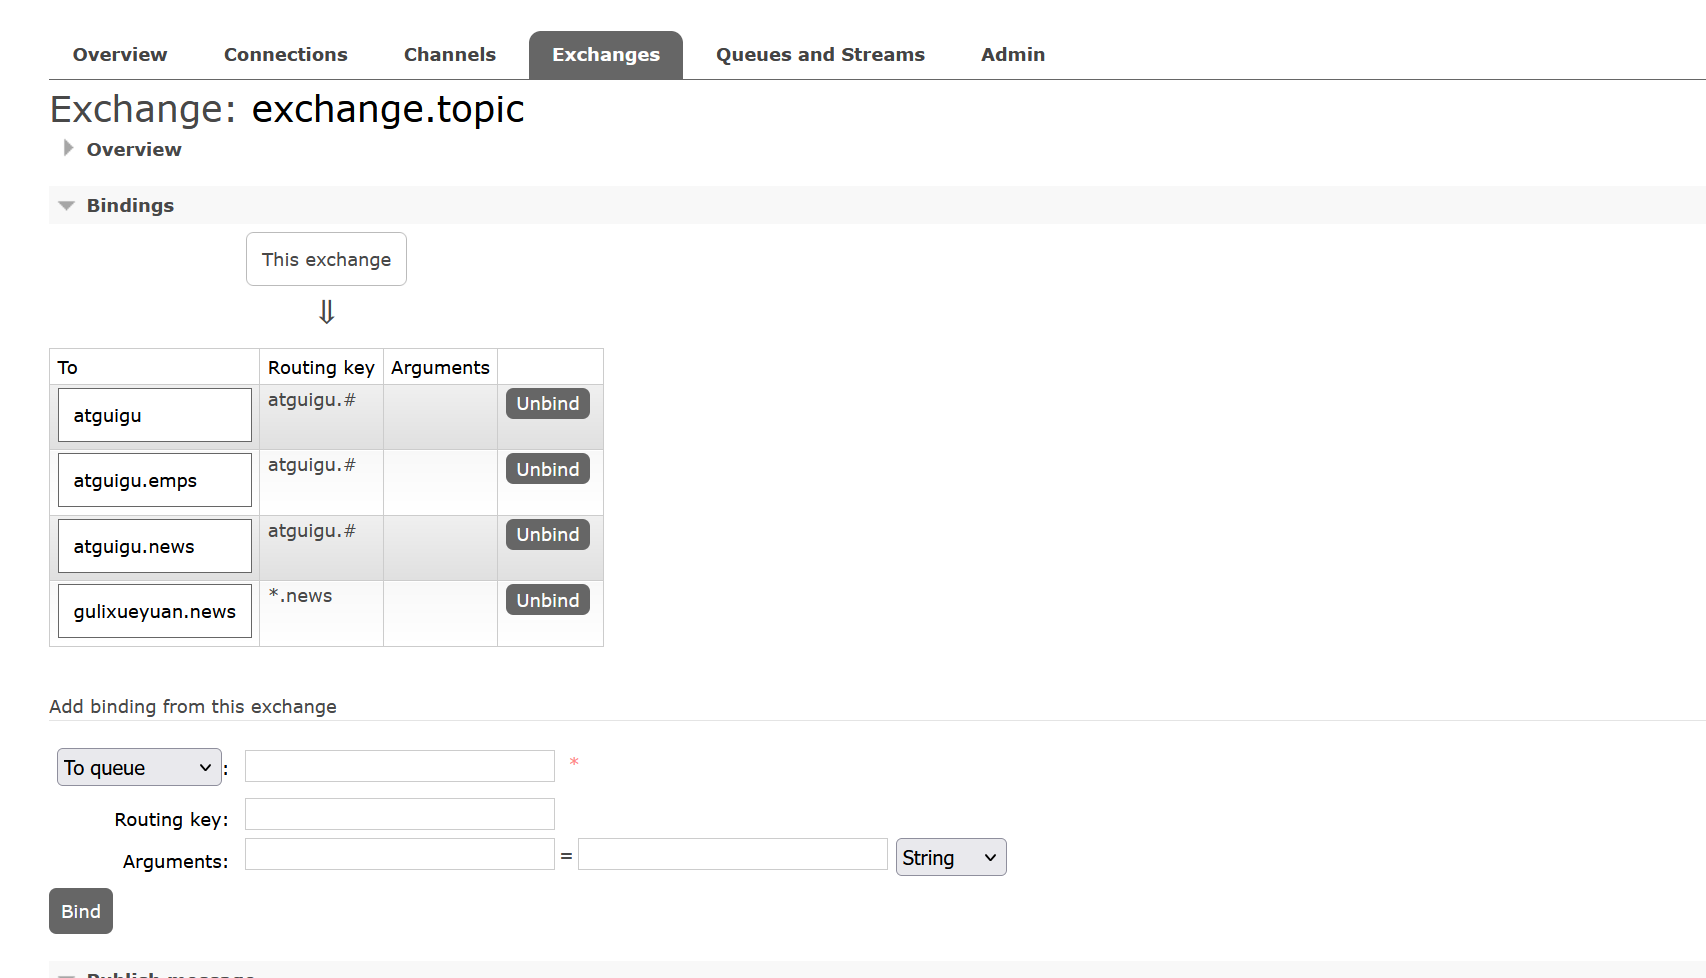 Overview Connections Channels Exchanges Queues and Streams Admin
Exchange: exchange.topic
Overview
Bindings
This exchange
⇓
To Routing key Arguments
atguigu atguigu.# Unbind
atguigu.emps atguigu.# Unbind
atguigu.news atguigu.# Unbind
gulixueyuan.news *.news Unbind
Add binding from this exchange
To queue : *
Routing key:
Arguments: = String
Bind
Publish message